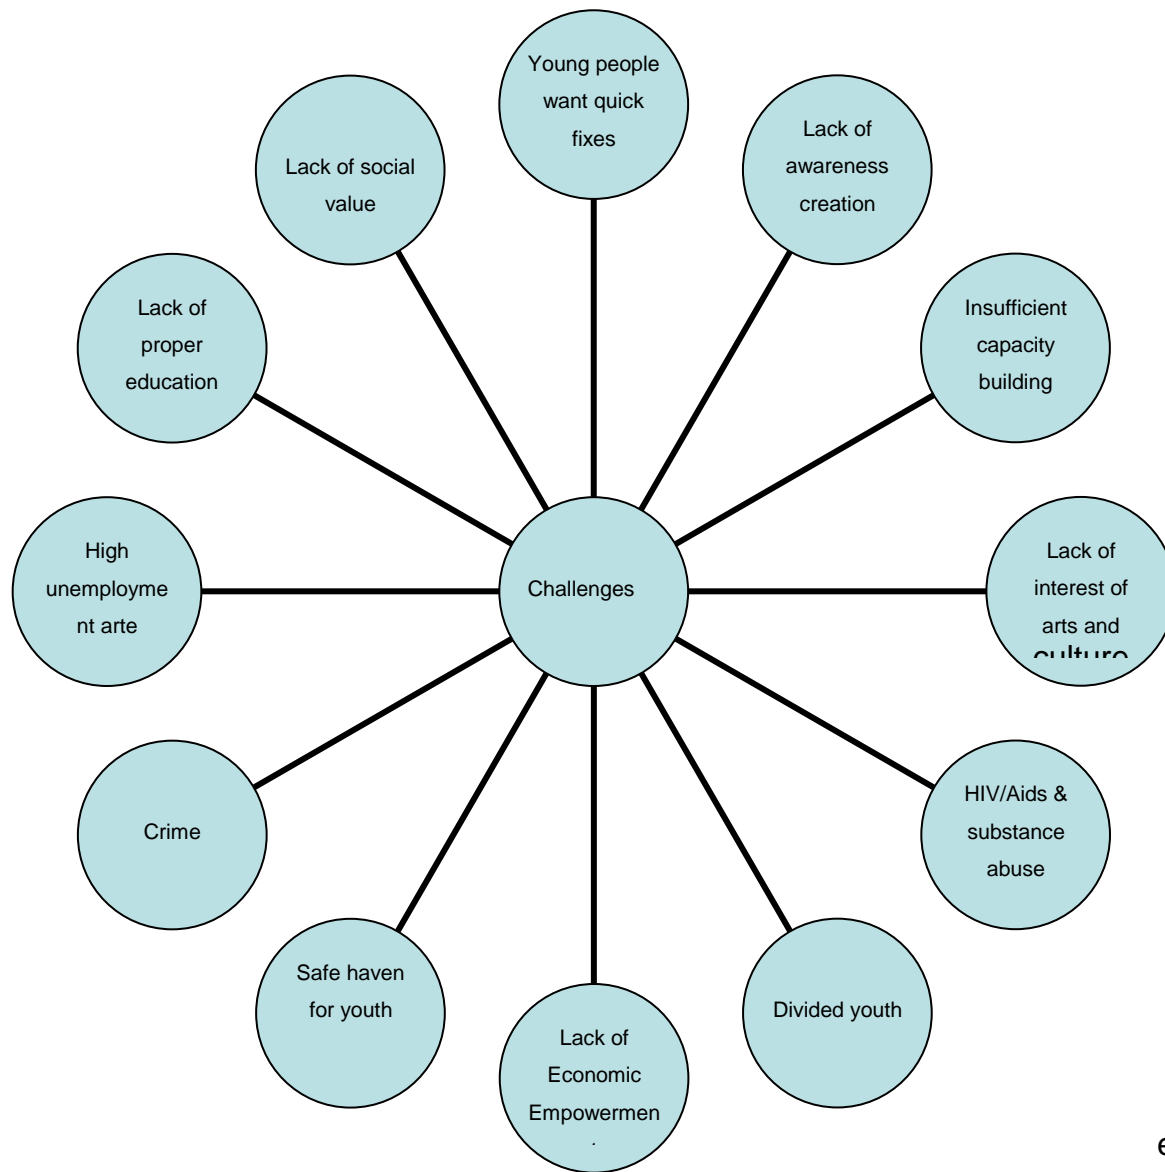 Young people
want quick
fixes
Lack of
awareness
creation
Insufficient
capacity
building
Lack of
interest of
arts and
culture
HIV/Aids &
substance
abuse
Divided youth
Lack of
Economic
Empowermen
Safe haven
for youth
Crime
High
unemployme
nt arte
Lack of
proper
education
Lack of social
value
Challenges
e